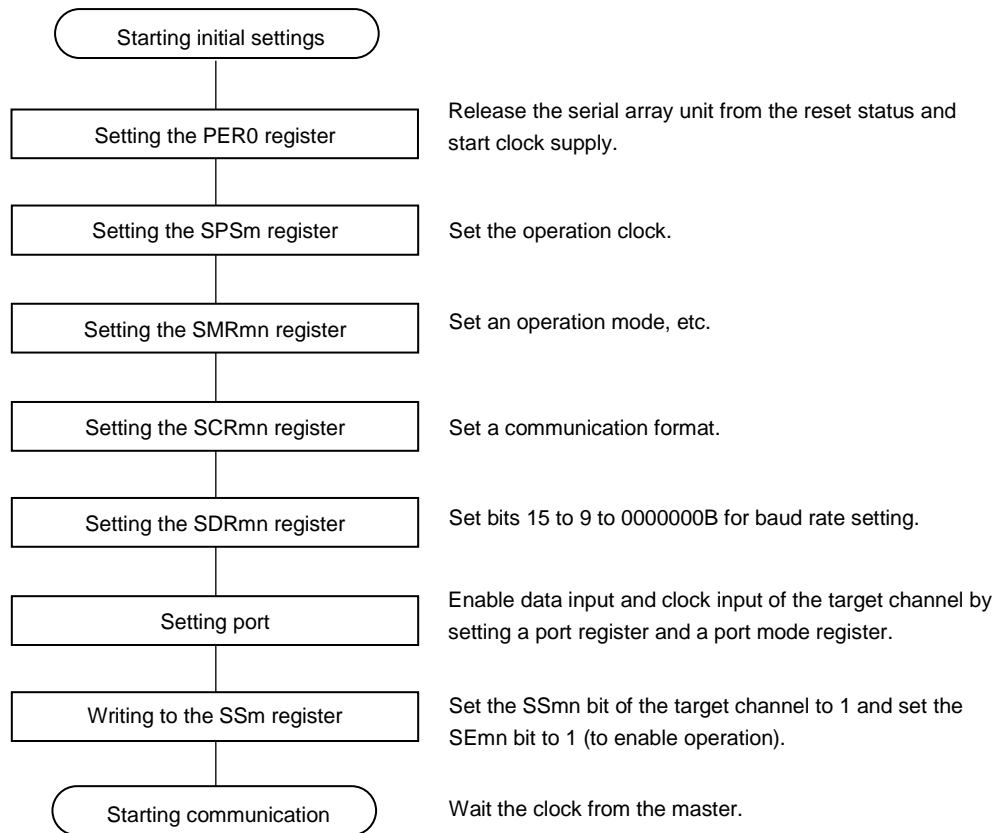 Starting initial settings
Setting the PER0 register
Release the serial array unit from the reset status and
start clock supply.
Setting the SPSm register
Set the operation clock.
Setting the SMRmn register
Set an operation mode, etc.
Setting the SCRmn register
Set a communication format.
Setting the SDRmn register
Set bits 15 to 9 to 0000000B for baud rate setting.
Setting port
Enable data input and clock input of the target channel by
setting a port register and a port mode register.
Writing to the SSm register
Set the SSmn bit of the target channel to 1 and set the
SEmn bit to 1 (to enable operation).
Starting communication
Wait the clock from the master.